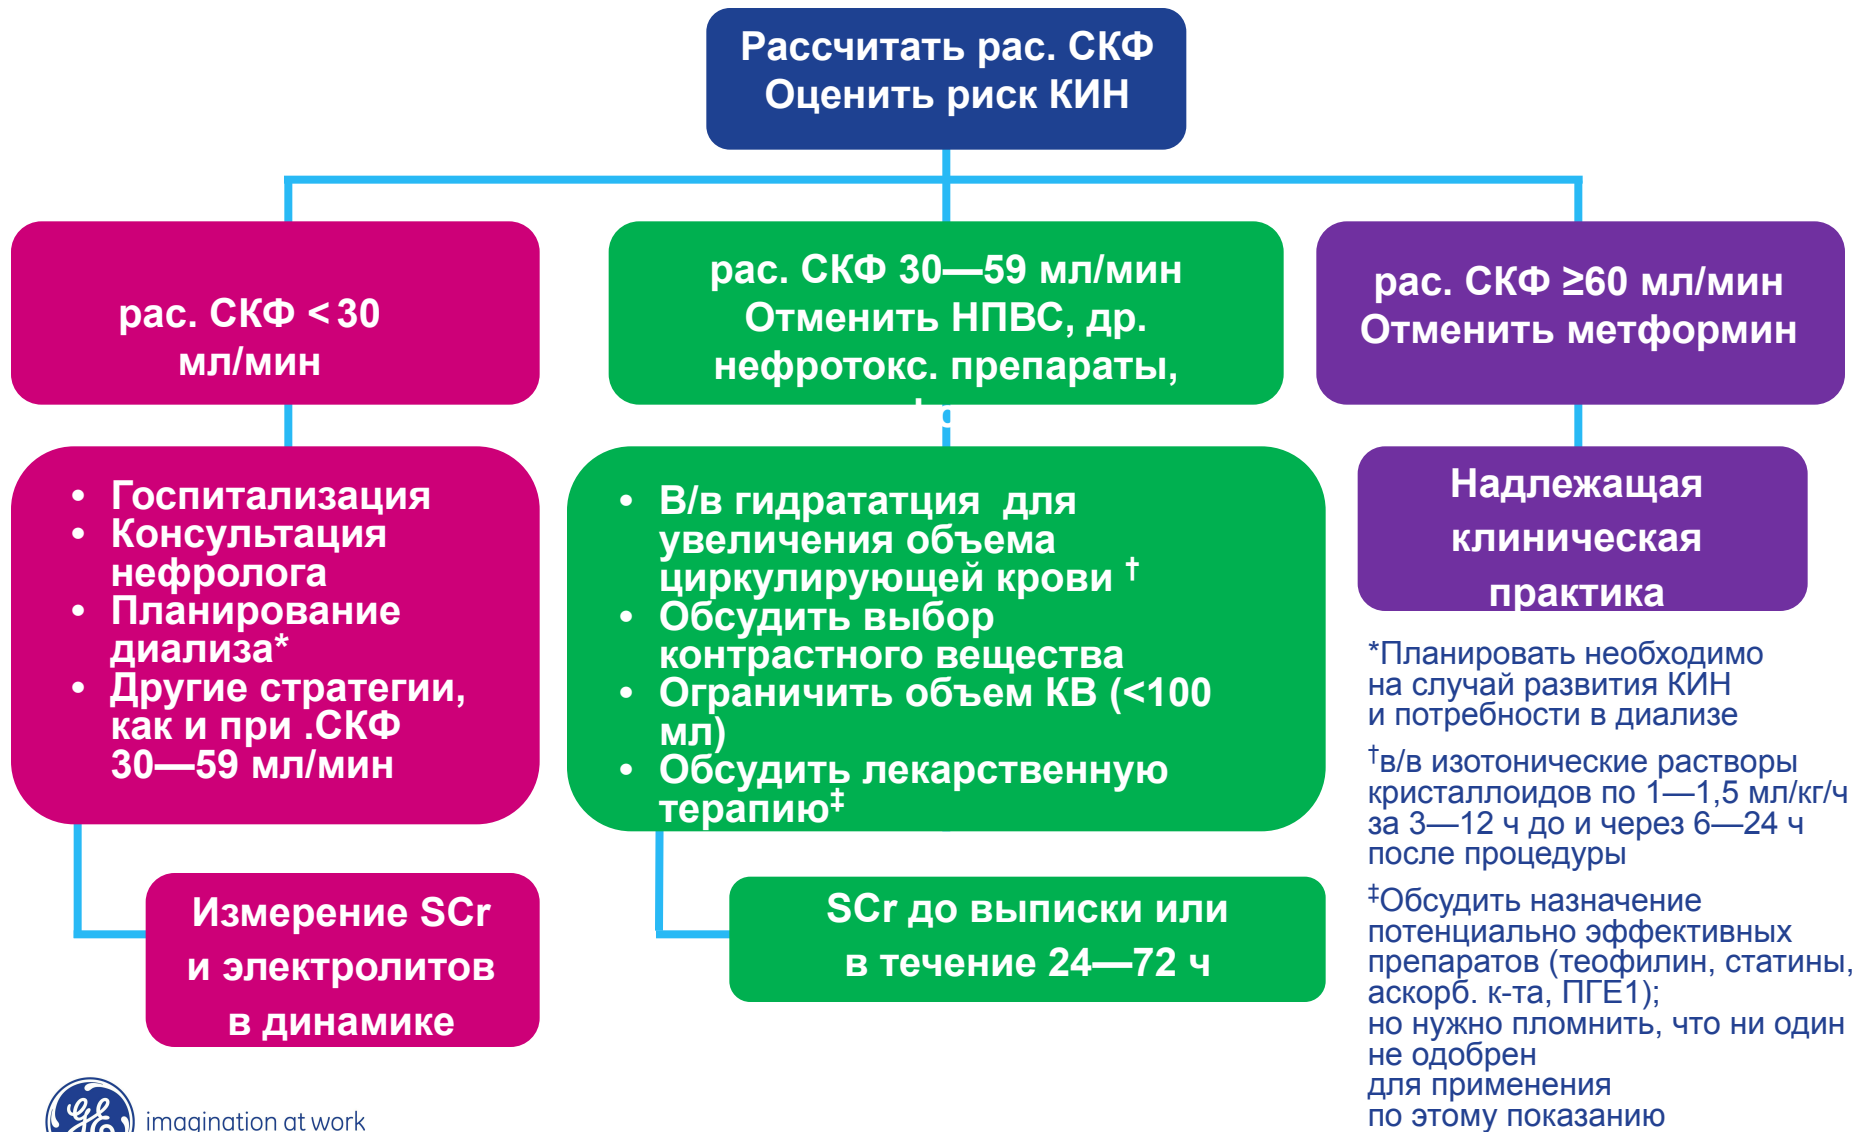 Рассчитать рас. СКФ
Оценить риск КИН
рас. СКФ < 30
мл/мин
рас. СКФ 30—59 мл/мин
Отменить НПВС, др.
нефротокс. препараты,
рас. СКФ ≥60 мл/мин
Отменить метформин
• Госпитализация
• Консультация
нефролога
• Планирование
диализа*
• Другие стратегии,
как и при .СКФ
30—59 мл/мин
• В/в гидрататция для
увеличения объема
циркулирующей крови †
• Обсудить выбор
контрастного вещества
• Ограничить объем КВ (<100
мл)
• Обсудить лекарственную
терапию‡
Надлежащая
клиническая
практика
Измерение SCr
и электролитов
в динамике
SCr до выписки или
в течение 24—72 ч
*Планировать необходимо
на случай развития КИН
и потребности в диализе
†в/в изотонические растворы
кристаллоидов по 1—1,5 мл/кг/ч
за 3—12 ч до и через 6—24 ч
после процедуры
‡Обсудить назначение
потенциально эффективных
препаратов (теофилин, статины,
аскорб. к-та, ПГЕ1);
но нужно пломнить, что ни один
не одобрен
для применения
по этому показанию
GE
imagination at work